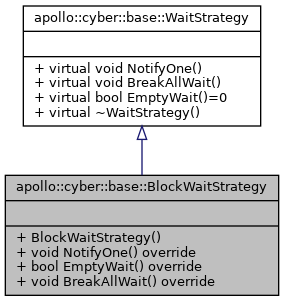 apollo::cyber::base::WaitStrategy
+ virtual void NotifyOne()
+ virtual void BreakAllWait()
+ virtual bool EmptyWait()=0
+ virtual ~WaitStrategy()
apollo::cyber::base::BlockWaitStrategy
+ BlockWaitStrategy()
+ void NotifyOne() override
+ bool EmptyWait() override
+ void BreakAllWait() override